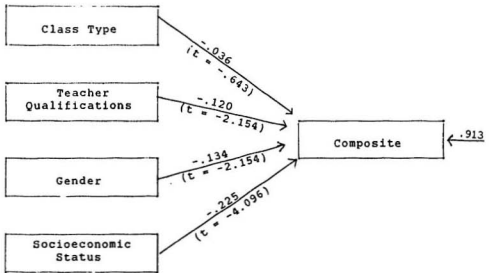 Class Type
-.036
(t = -.643)
Teacher
Qualifications
-.120
(t = -2.154)
Composite
.913
Gender
-.134
(t = -2.154)
-.225
(t = -4.096)
Socioeconomic
Status